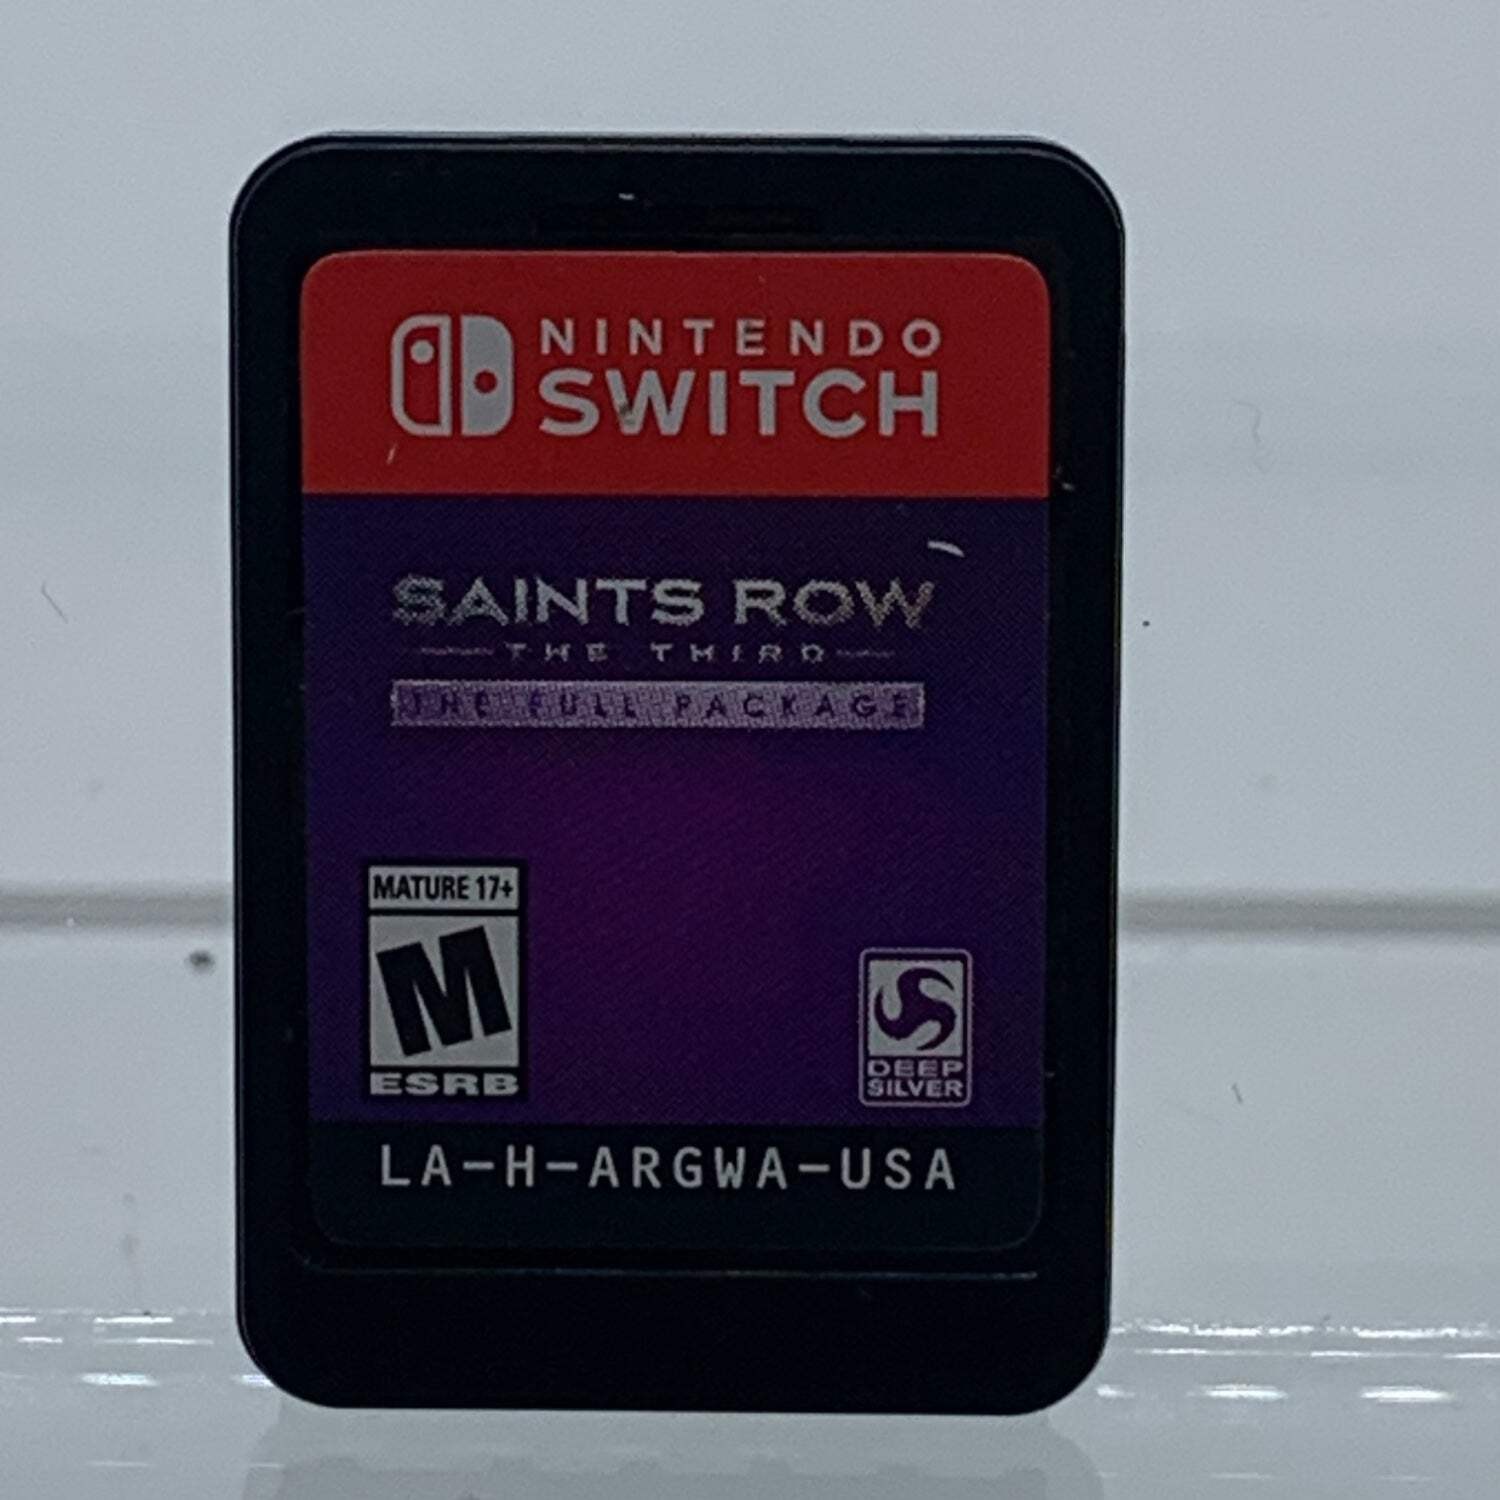 NINTENDO
SWITCH
SAINTS ROW
THE THIRD
THE FULL PACKAGE
MATURE 17+
M
ESRB
DEEP
SILVER
LA-H-ARGWA-USA